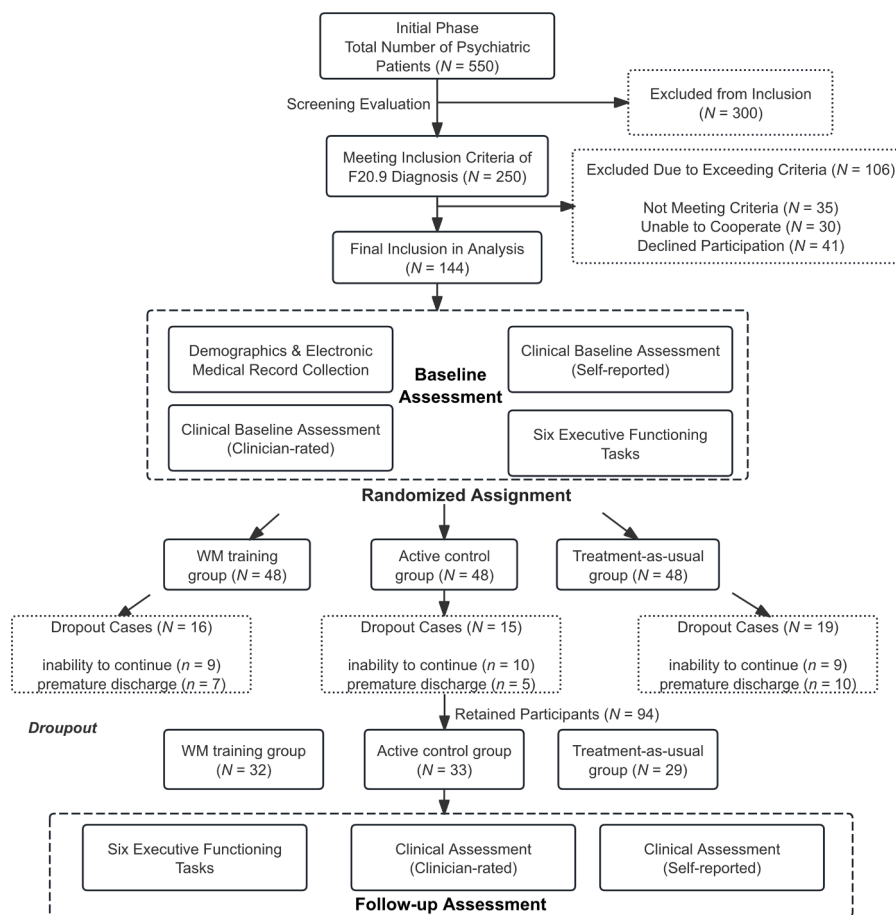 Initial Phase
Total Number of Psychiatric
Patients (N = 550)
Screening Evaluation
Excluded from Inclusion
(N = 300)
Meeting Inclusion Criteria of
F20.9 Diagnosis (N = 250)
Excluded Due to Exceeding Criteria (N = 106)
Not Meeting Criteria (N = 35)
Unable to Cooperate (N = 30)
Declined Participation (N = 41)
Final Inclusion in Analysis
(N = 144)
Demographics & Electronic
Medical Record Collection
Baseline
Assessment
Clinical Baseline Assessment
(Self-reported)
Clinical Baseline Assessment
(Clinician-rated)
Six Executive Functioning
Tasks
Randomized Assignment
WM training
group (N = 48)
Active control
group (N = 48)
Treatment-as-usual
group (N = 48)
Dropout Cases (N = 16)
inability to continue (n = 9)
premature discharge (n = 7)
Dropout Cases (N = 15)
inability to continue (n = 10)
premature discharge (n = 5)
Dropout Cases (N = 19)
inability to continue (n = 9)
premature discharge (n = 10)
Retained Participants (N = 94)
Droupout
WM training group
(N = 32)
Active control group
(N = 33)
Treatment-as-usual
group (N = 29)
Six Executive Functioning
Tasks
Clinical Assessment
(Clinician-rated)
Clinical Assessment
(Self-reported)
Follow-up Assessment